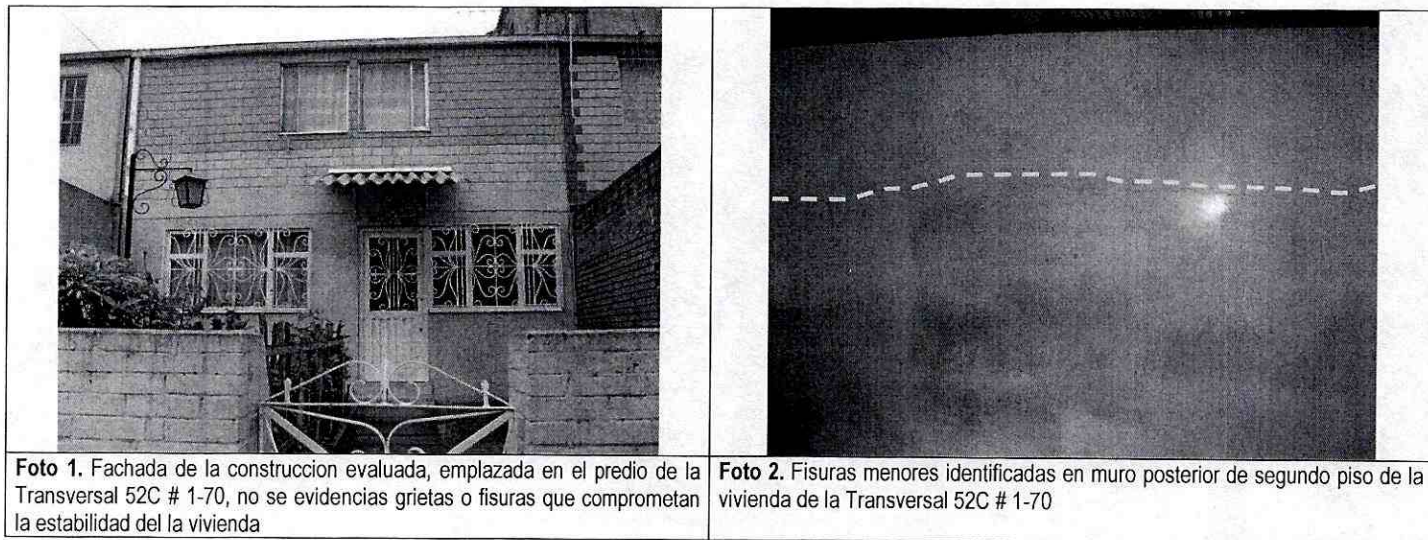 Foto 1. Fachada de la construccion evaluada, emplazada en el predio de la
Transversal 52C # 1-70, no se evidencias grietas o fisuras que comprometan
la estabilidad del la vivienda
Foto 2. Fisuras menores identificadas en muro posterior de segundo piso de la
vivienda de la Transversal 52C # 1-70